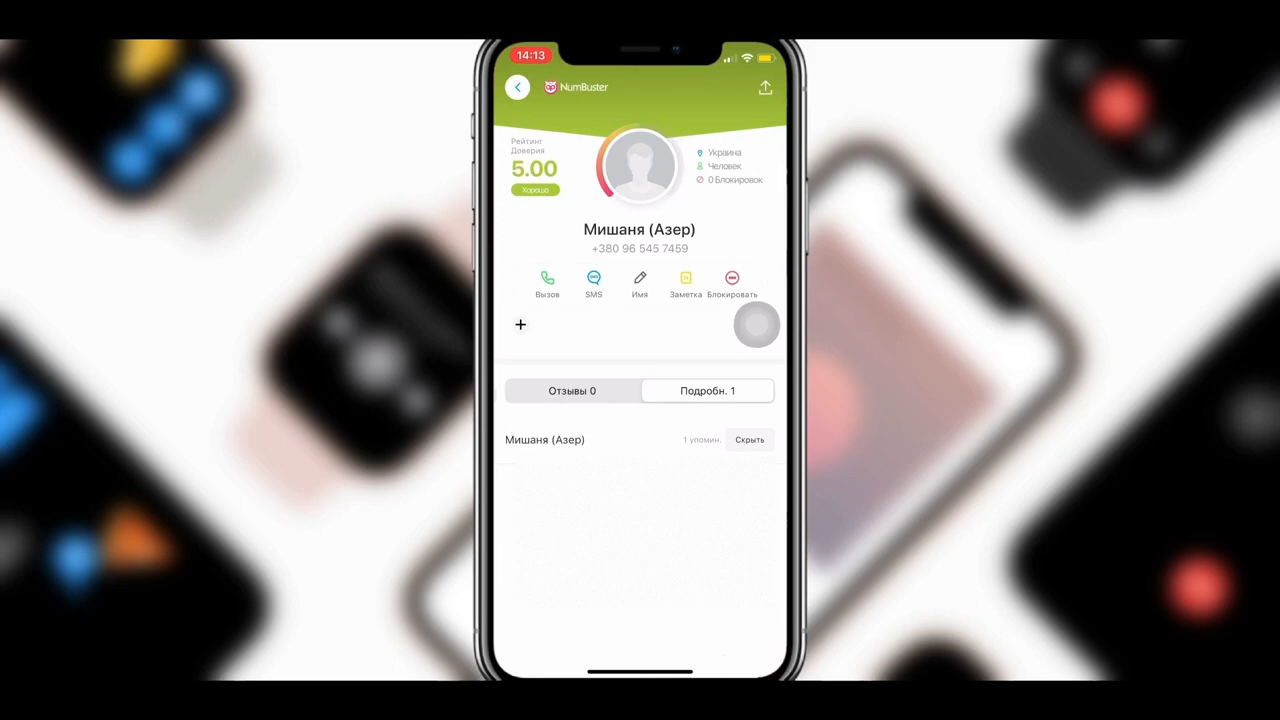 14:13
NumBuster
Рейтинг
Доверия
5.00
Хорошо
Украина
Человек
0 Блокировок
Мишаня (Азер)
+380 96 545 7459
Вызов
SMS
Имя
Заметка
Блокировать
Отзывы 0
Подробн. 1
Мишаня (Азер)
1 упомин.
Скрыть